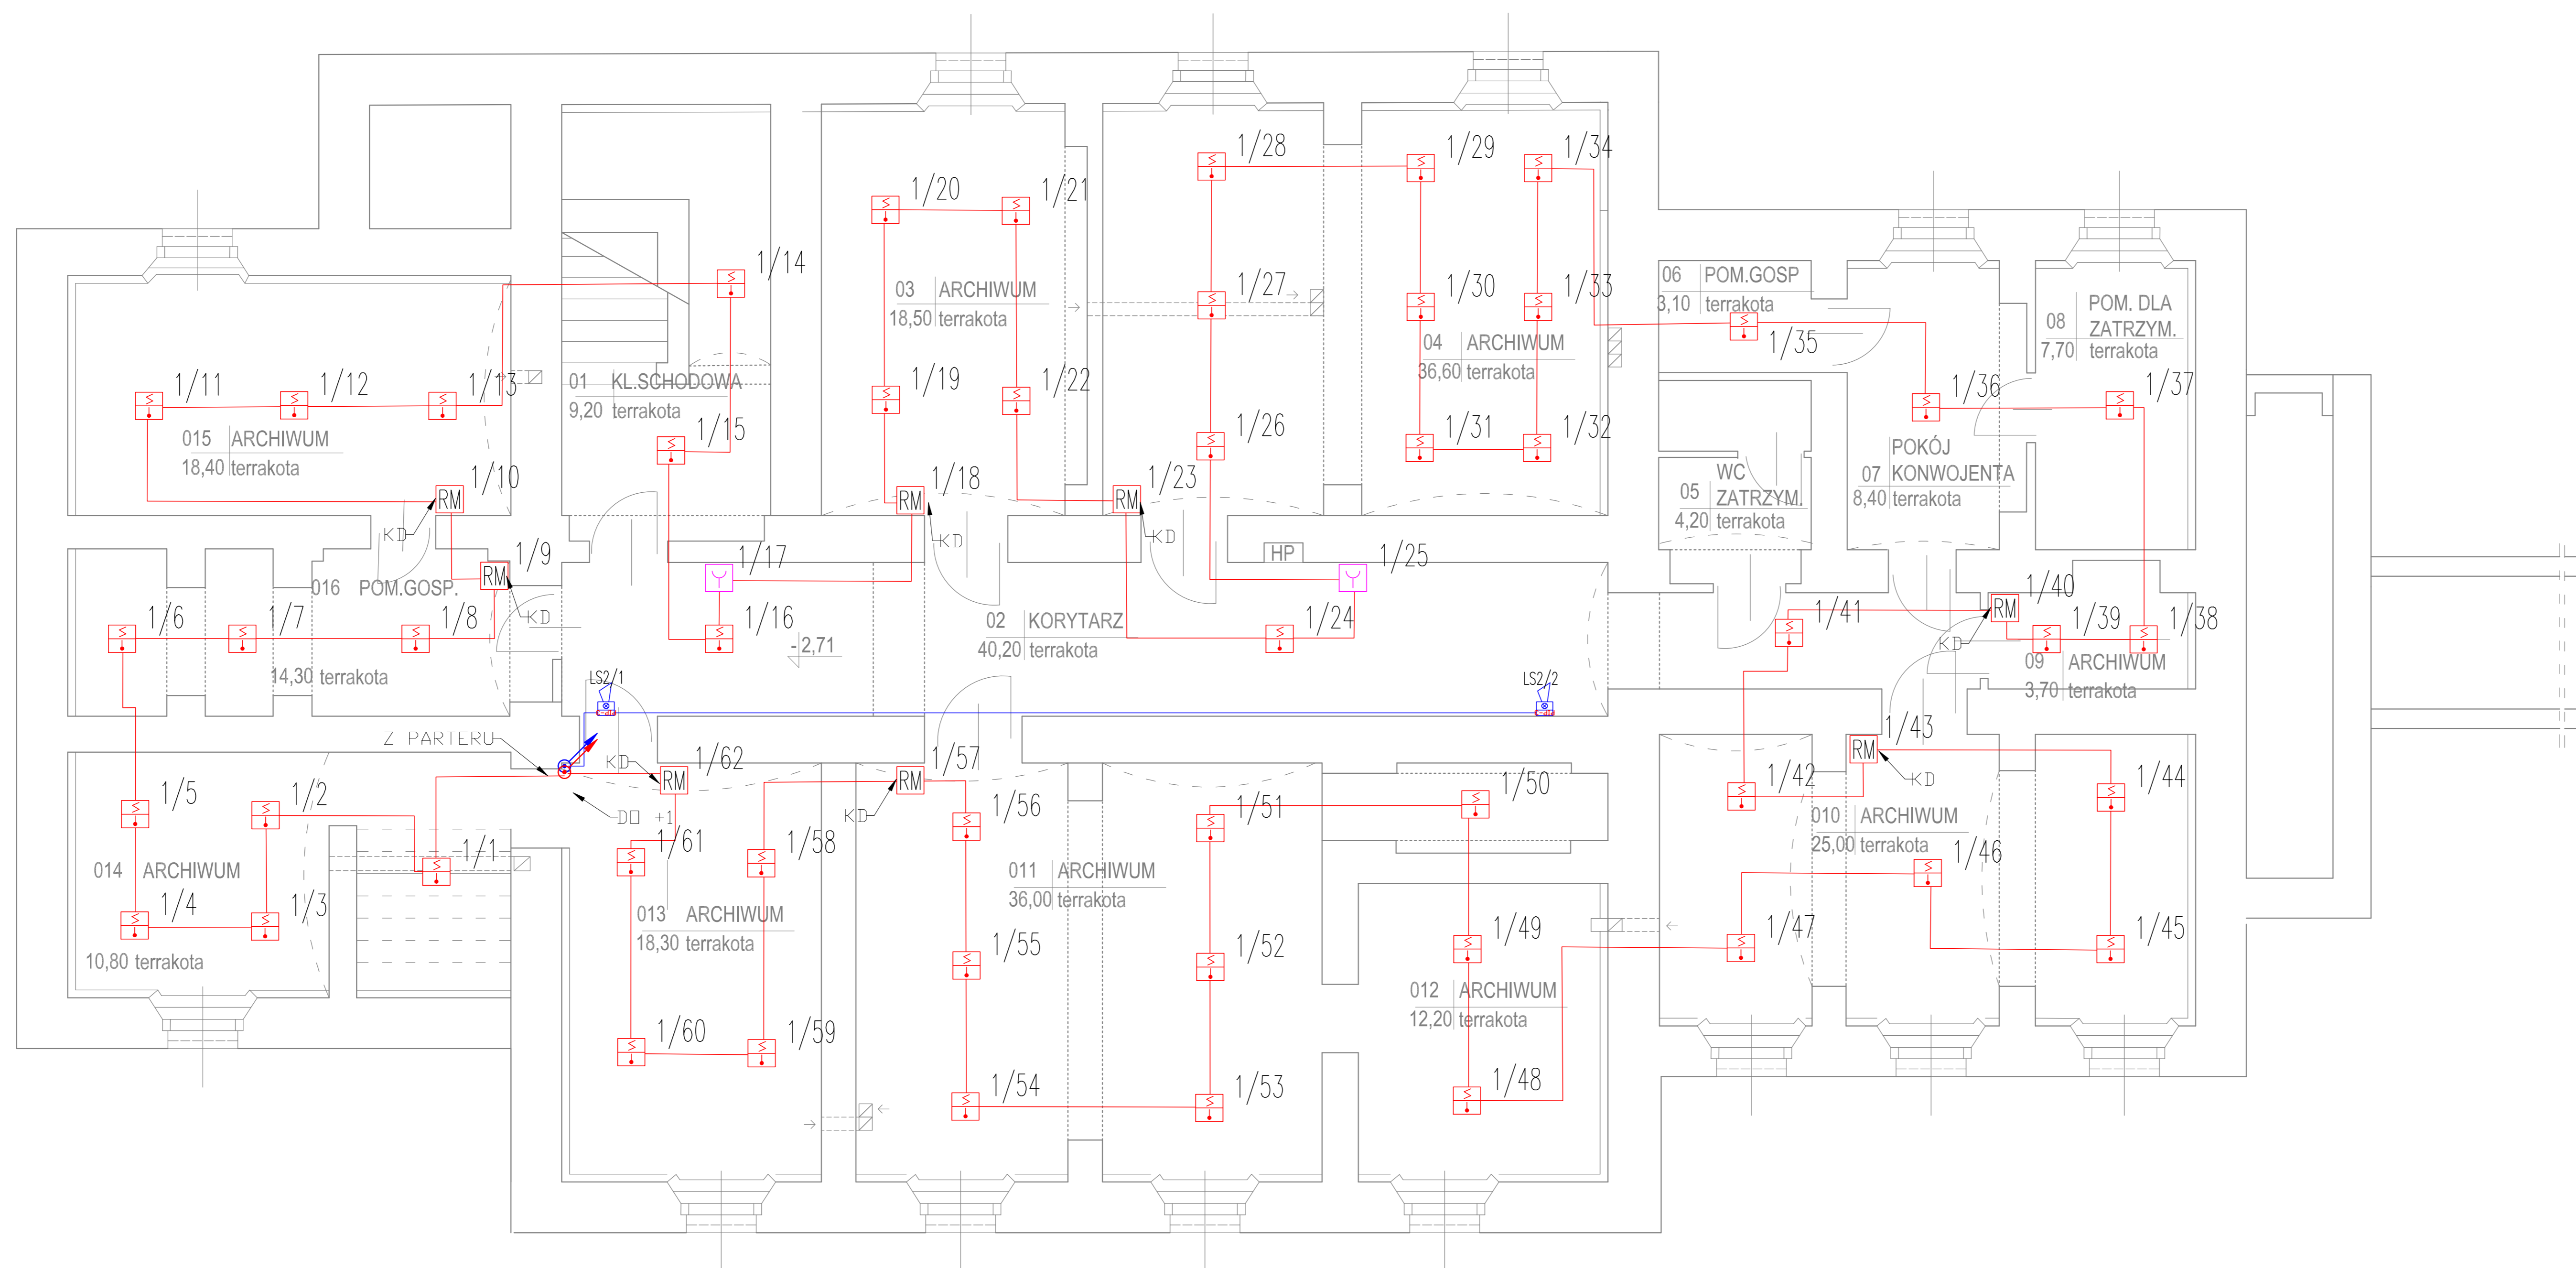 1/28
1/29
1/34
1/20
1/21
1/14
1/27
1/30
1/33
06 POM.GOSP
3,10 terrakota
03 ARCHIWUM
18,50 terrakota
08 POM. DLA
ZATRZYM.
7,70 terrakota
1/35
04 ARCHIWUM
36,60 terrakota
1/11
1/12
1/13
01 KL.SCHODOWA
9,20 terrakota
1/19
1/22
1/36
1/37
015 ARCHIWUM
18,40 terrakota
1/15
1/26
1/31
1/32
POKÓJ
07 KONWOJENTA
8,40 terrakota
WC
05 ZATRZYM.
4,20 terrakota
RM 1/10
KD
RM 1/18
KD
RM 1/23
KD
HP
1/25
1/17
RM 1/9
KD
016 POM.GOSP.
14,30 terrakota
1/6
1/7
1/8
1/16
-2,71
02 KORYTARZ
40,20 terrakota
1/24
1/41
RM 1/40
KD
1/39
1/38
09 ARCHIWUM
3,70 terrakota
LS2/1
LS2/2
Z PARTERU
KD
RM 1/62
DO +1
RM 1/57
KD
RM 1/43
KD
1/5
1/2
1/1
1/61
1/58
1/56
1/51
1/50
1/42
1/44
010 ARCHIWUM
25,00 terrakota
1/46
014 ARCHIWUM
10,80 terrakota
1/4
1/3
011 ARCHIWUM
36,00 terrakota
013 ARCHIWUM
18,30 terrakota
1/55
1/52
1/49
1/47
1/45
012 ARCHIWUM
12,20 terrakota
1/60
1/59
1/54
1/53
1/48